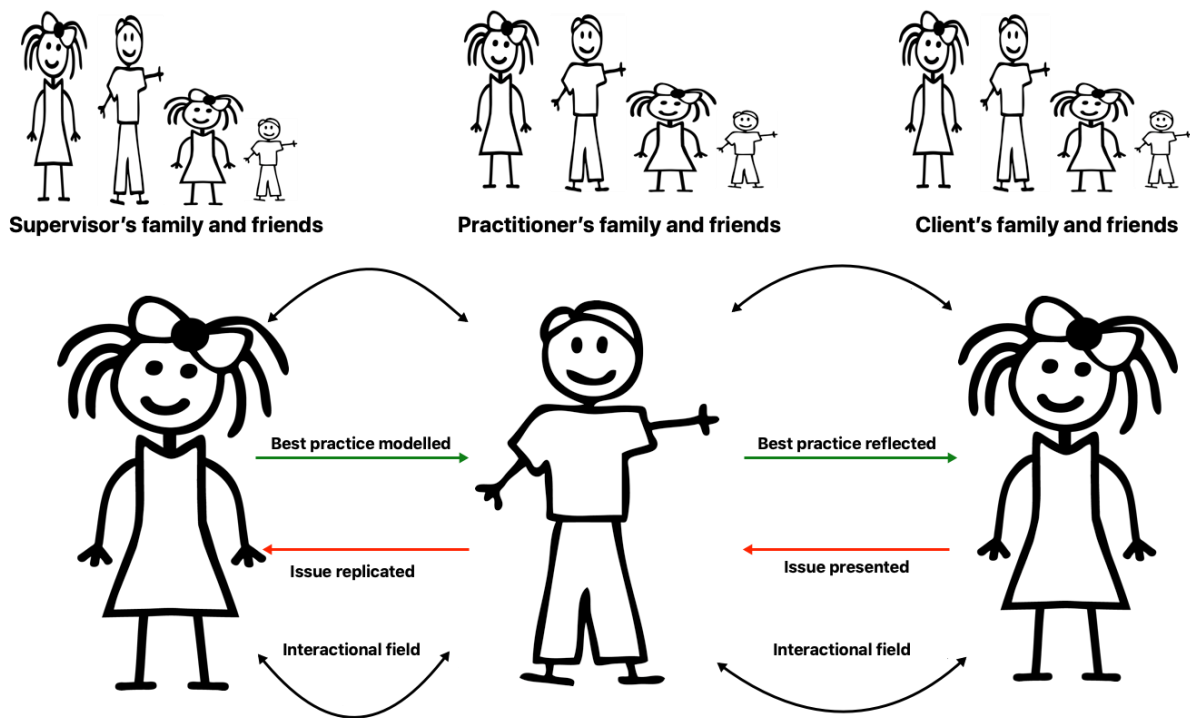 Supervisor’s family and friends
Practitioner’s family and friends
Client’s family and friends
Best practice modelled
Best practice reflected
Issue replicated
Issue presented
Interactional field
Interactional field